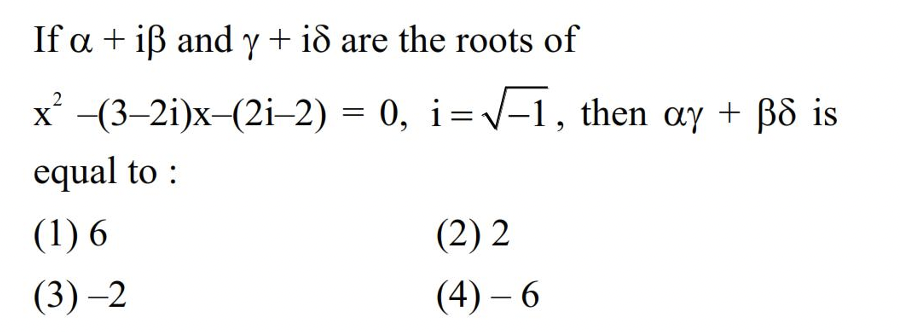 If α + iβ and γ + iδ are the roots of
x² –(3–2i)x–(2i–2) = 0, i=√–1, then αγ + βδ is
equal to :
(1) 6 (2) 2
(3) –2 (4) – 6